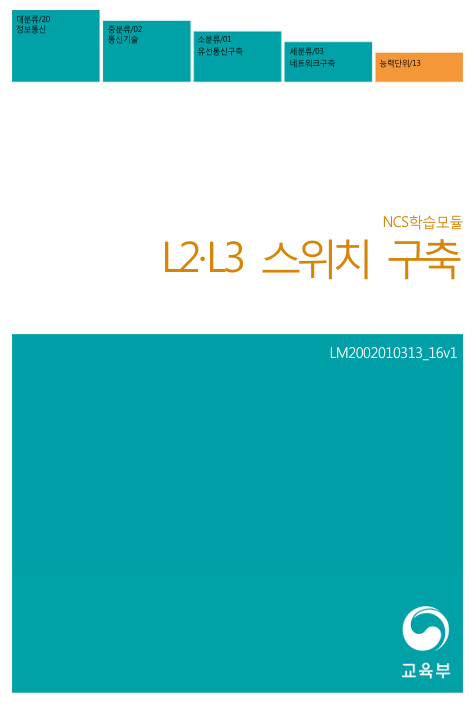 대분류/20
정보통신
중분류/02
통신기술
소분류/01
유선통신구축
세분류/03
네트워크구축
능력단위/13
NCS학습모듈
L2·L3 스위치 구축
LM2002010313_16v1
교육부